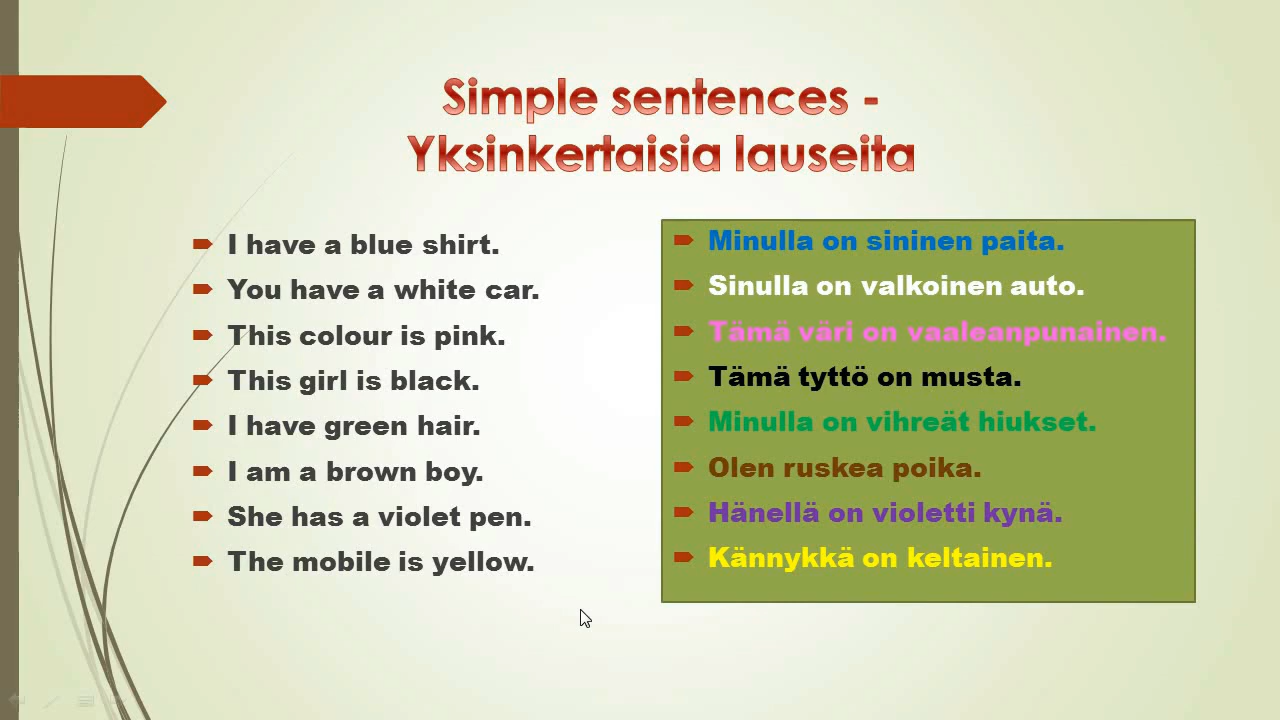 Simple sentences -
Yksinkertaisia lauseita
I have a blue shirt.
You have a white car.
This colour is pink.
This girl is black.
I have green hair.
I am a brown boy.
She has a violet pen.
The mobile is yellow.
Minulla on sininen paita.
Sinulla on valkoinen auto.
Tämä väri on vaaleanpunainen.
Tämä tyttö on musta.
Minulla on vihreät hiukset.
Olen ruskea poika.
Hänellä on violetti kynä.
Kännykkä on keltainen.